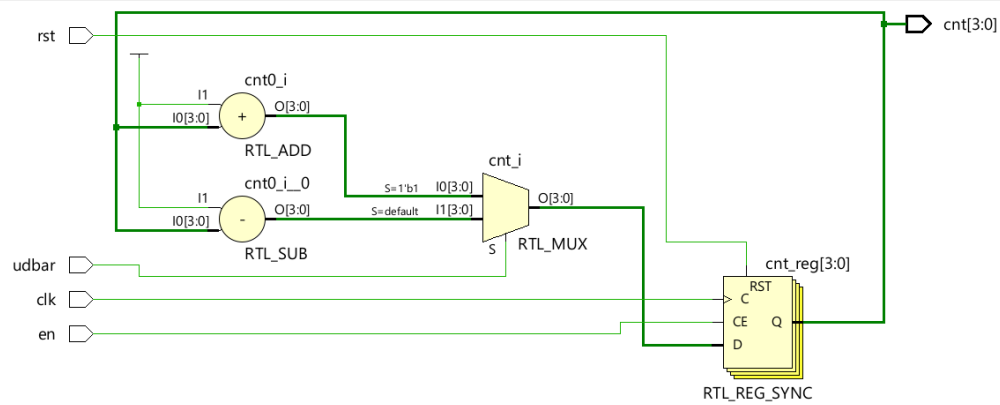 cnt[3:0]
rst
cnt0_i
I1
O[3:0]
I0[3:0]
+
RTL_ADD
cnt_i
cnt0_i__0
S=1'b1
I0[3:0]
I1
O[3:0]
O[3:0]
S=default
I1[3:0]
I0[3:0]
-
RTL_SUB
S
RTL_MUX
udbar
cnt_reg[3:0]
RST
clk
C
en
CE
Q
D
RTL_REG_SYNC